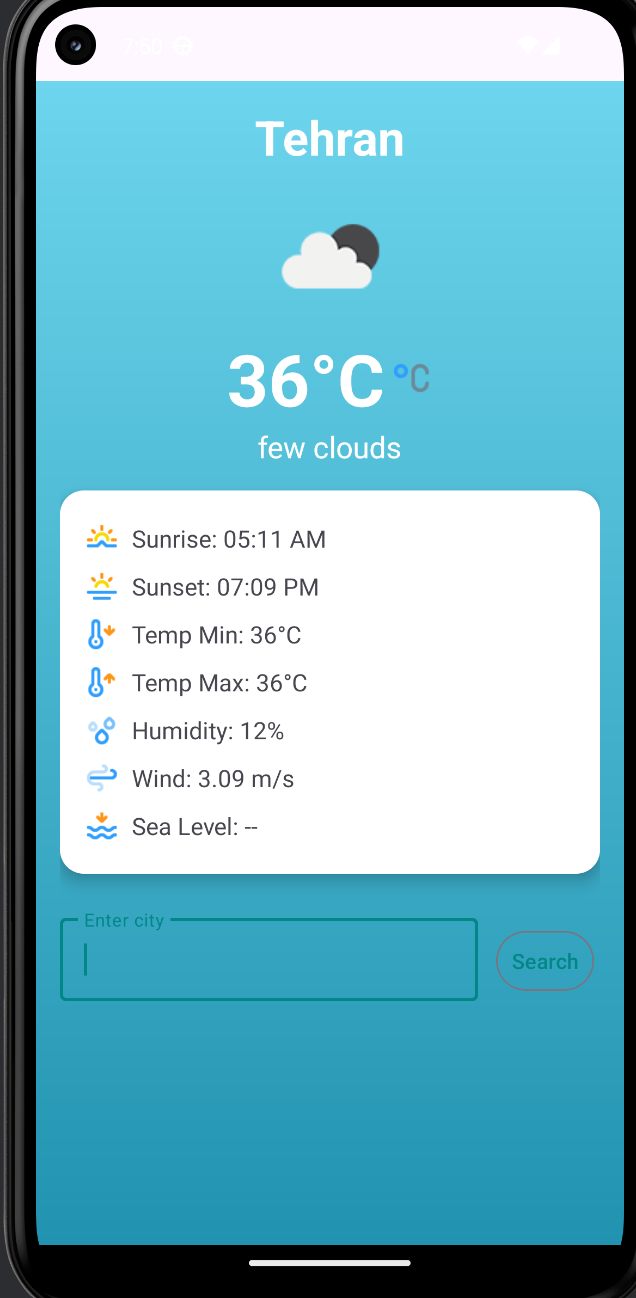 7:50
Tehran
36°C °C
few clouds
Sunrise: 05:11 AM
Sunset: 07:09 PM
Temp Min: 36°C
Temp Max: 36°C
Humidity: 12%
Wind: 3.09 m/s
Sea Level: --
Enter city
Search